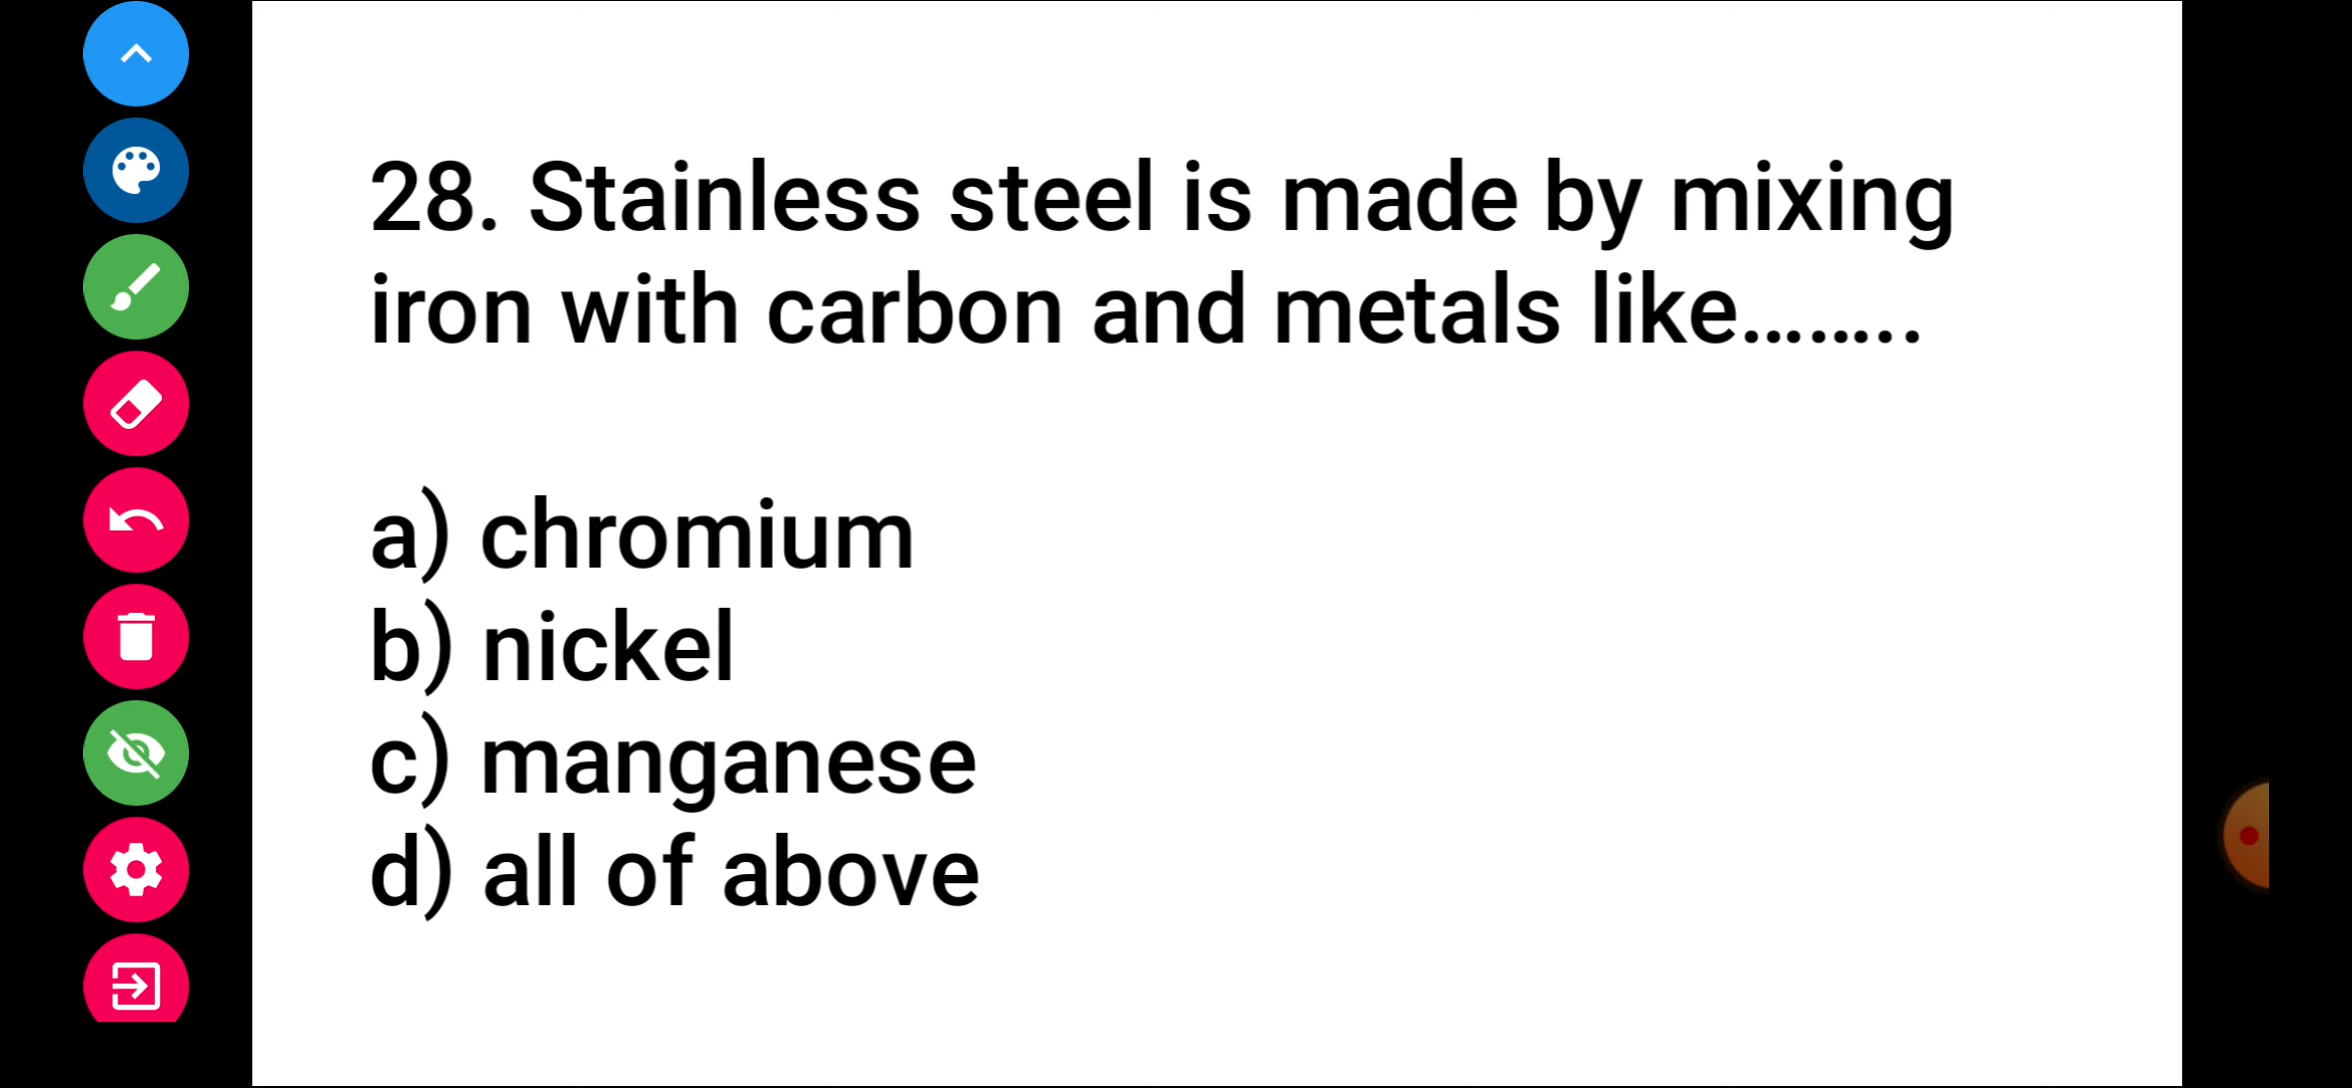 28. Stainless steel is made by mixing
iron with carbon and metals like........
a) chromium
b) nickel
c) manganese
d) all of above